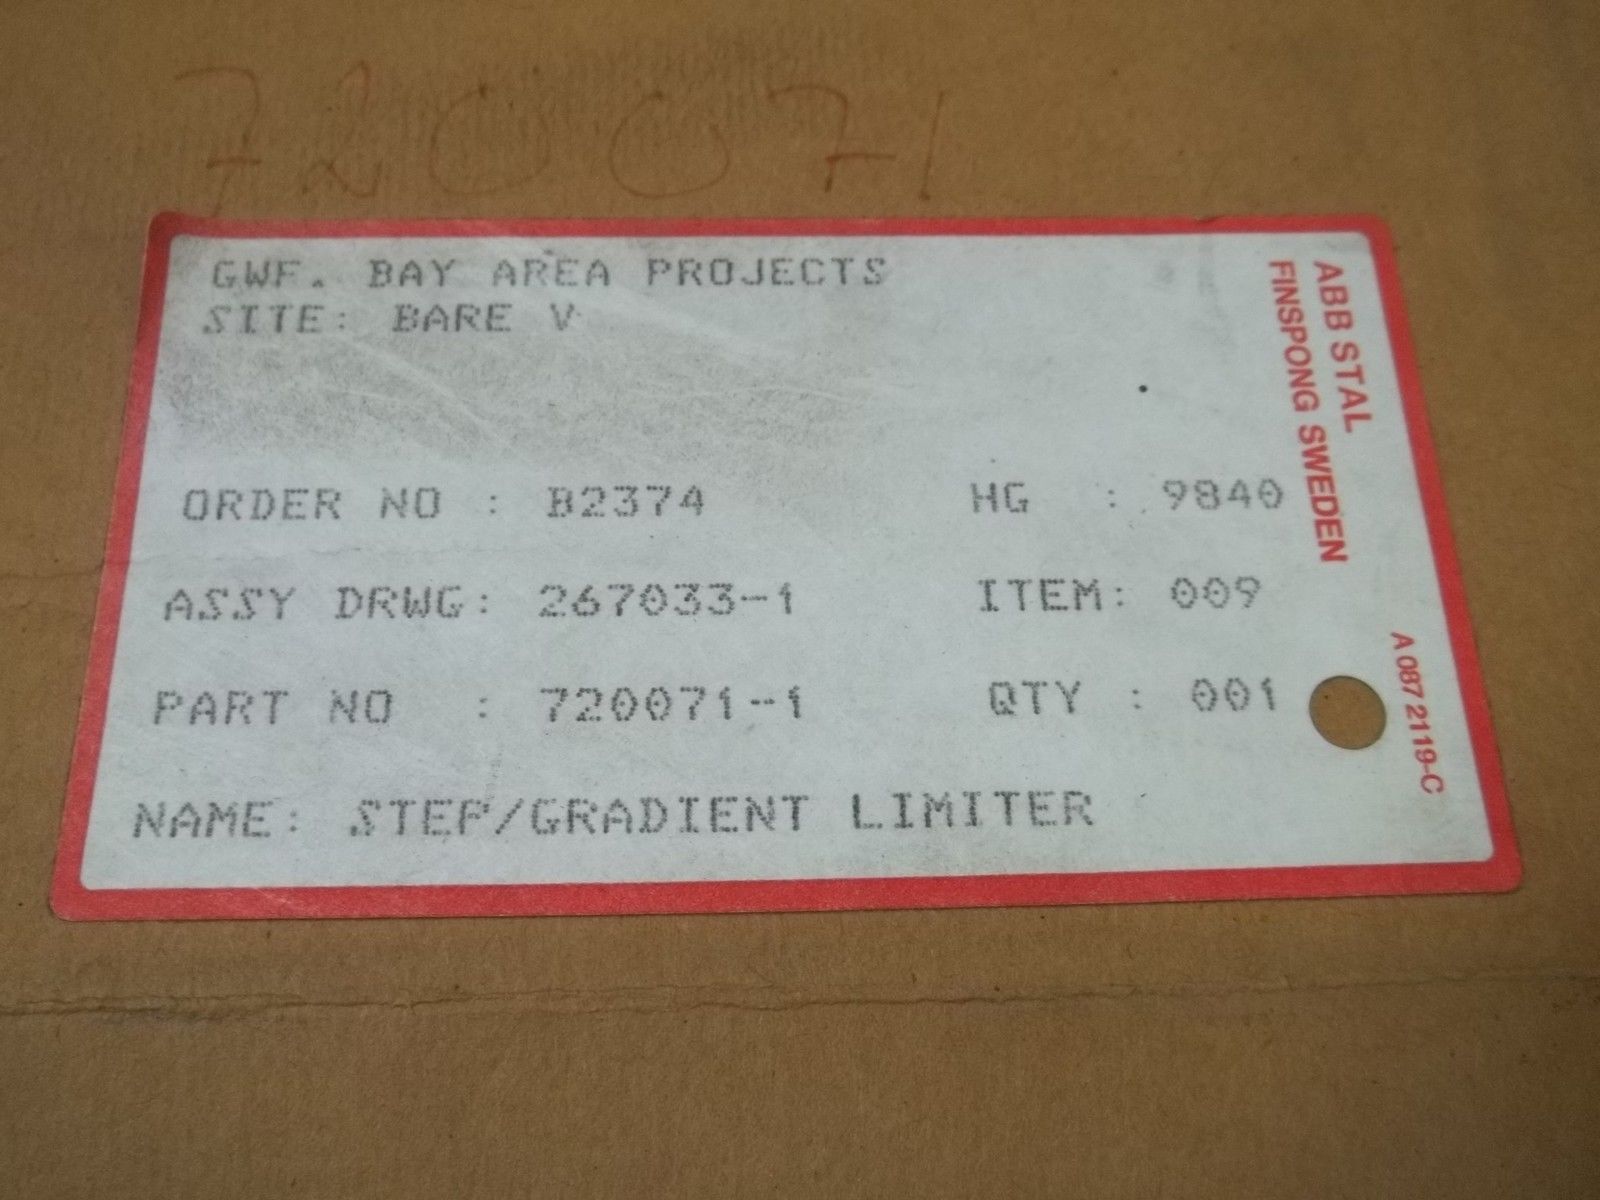 720071
GWF. BAY AREA PROJECTS
SITE: BARE V
ORDER NO : B2374 HG : 9840
ASSY DRWG: 267033-1 ITEM: 009
PART NO : 720071-1 QTY : 001
NAME: STEP/GRADIENT LIMITER
ABB STAL
FINSPONG SWEDEN
A 087 2119-C